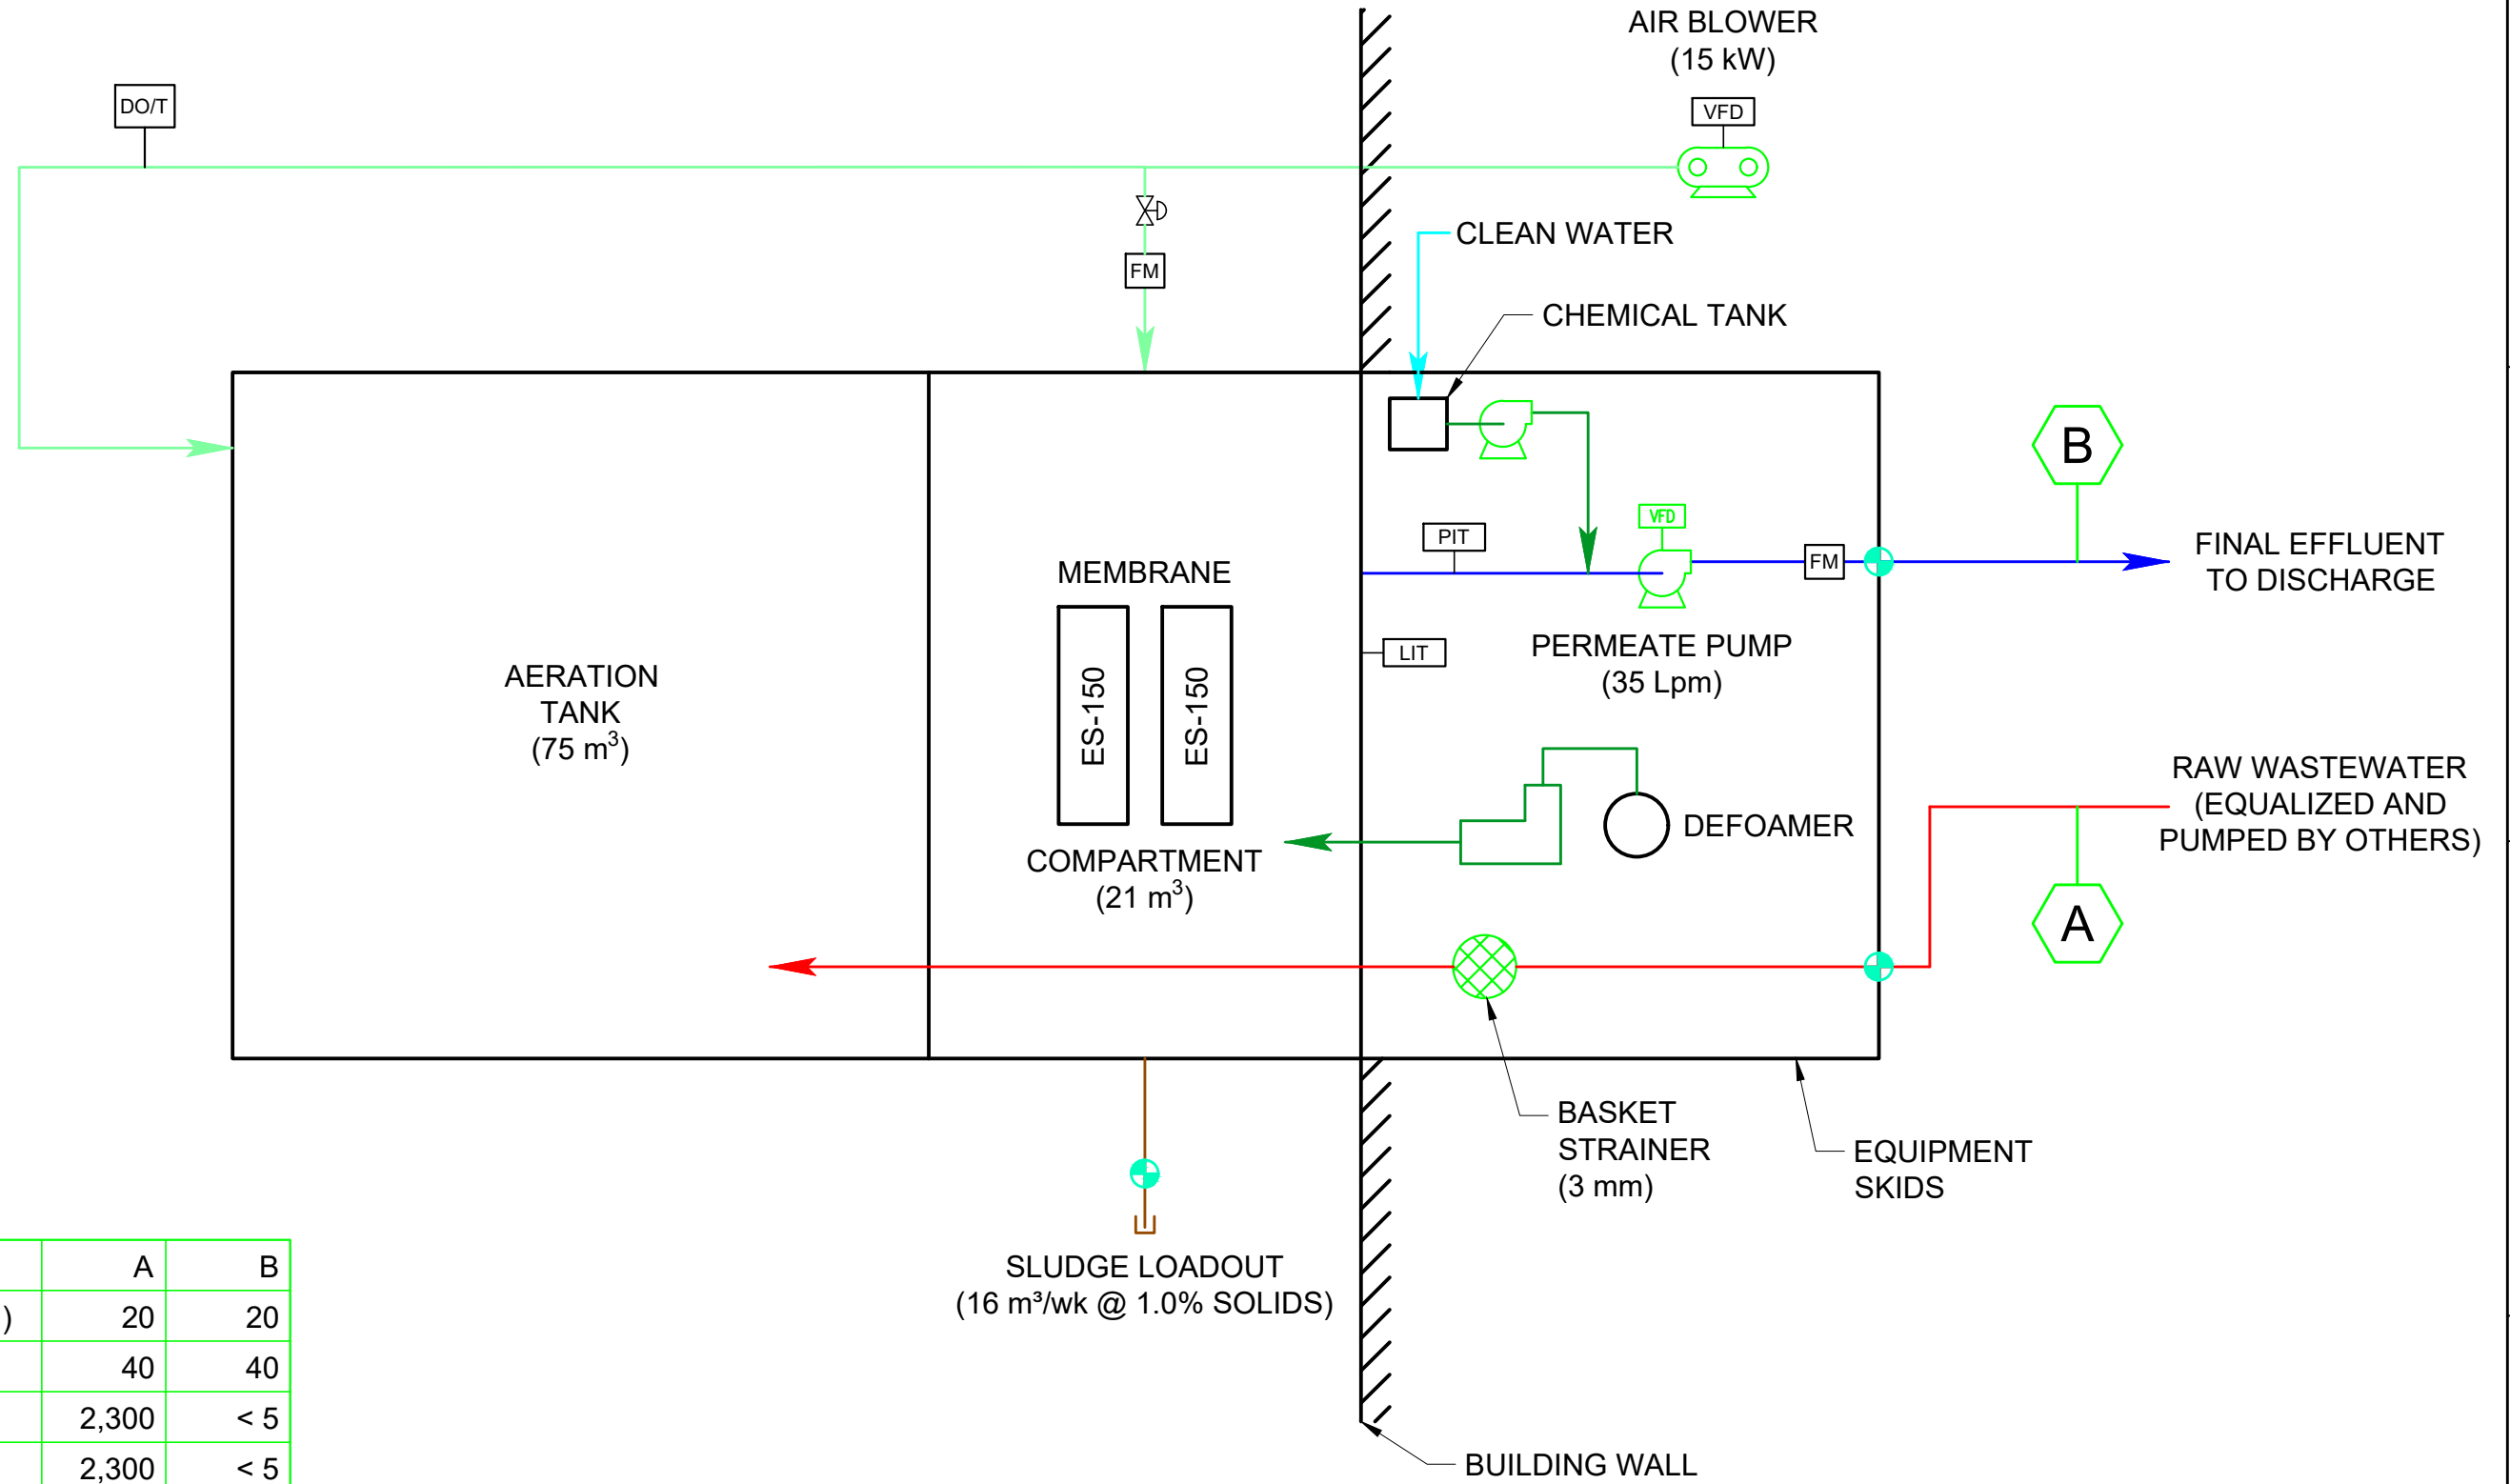 AIR BLOWER
(15 kW)
VFD
DO/T
FM
CLEAN WATER
CHEMICAL TANK
B
VFD
PIT
FM
FINAL EFFLUENT
TO DISCHARGE
MEMBRANE
ES-150
ES-150
COMPARTMENT
(21 m³)
LIT
PERMEATE PUMP
(35 Lpm)
AERATION
TANK
(75 m³)
DEFOAMER
RAW WASTEWATER
(EQUALIZED AND
PUMPED BY OTHERS)
A
BASKET
STRAINER
(3 mm)
EQUIPMENT
SKIDS
SLUDGE LOADOUT
(16 m³/wk @ 1.0% SOLIDS)
BUILDING WALL
A B
) 20 20
40 40
2,300 < 5
2,300 < 5